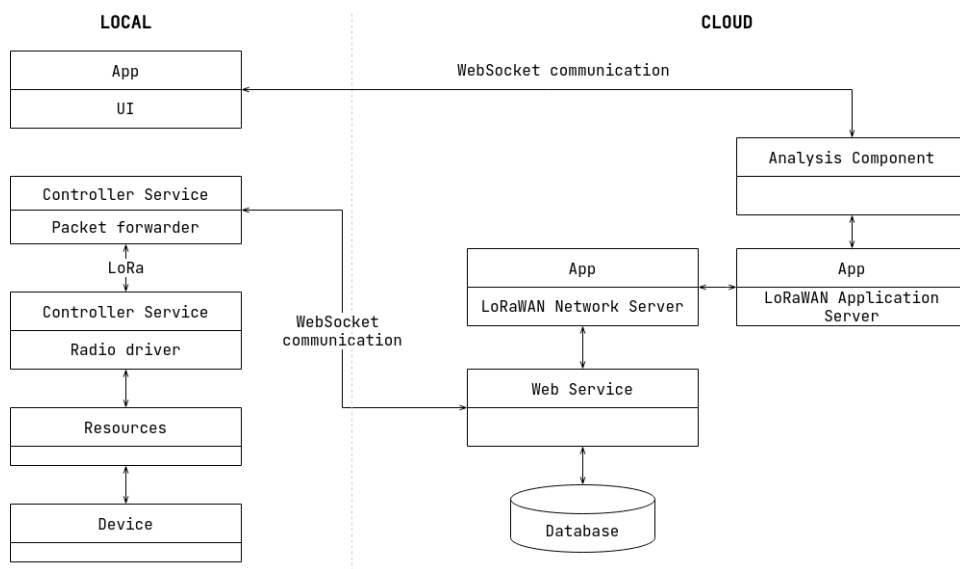 LOCAL
CLOUD
App
UI
WebSocket communication
Analysis Component
Controller Service
Packet forwarder
LoRa
Controller Service
Radio driver
WebSocket
communication
App
LoRaWAN Network Server
App
LoRaWAN Application
Server
Web Service
Resources
Device
Database